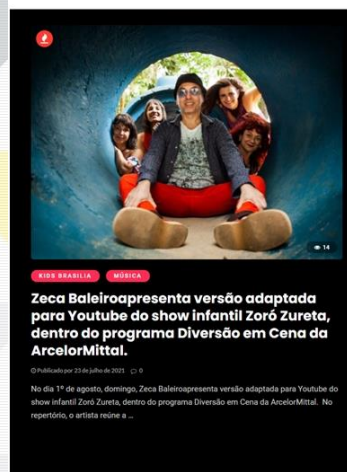 14
KIDS BRASILIA
MÚSICA
Zeca Baleiroapresenta versão adaptada
para Youtube do show infantil Zoró Zureta,
dentro do programa Diversão em Cena da
ArcelorMittal.
Publicado por 23 de julho de 2021 0
No dia 1º de agosto, domingo, Zeca Baleiroapresenta versão adaptada para Youtube do
show infantil Zoró Zureta, dentro do programa Diversão em Cena da ArcelorMittal. No
repertório, o artista reúne a ...